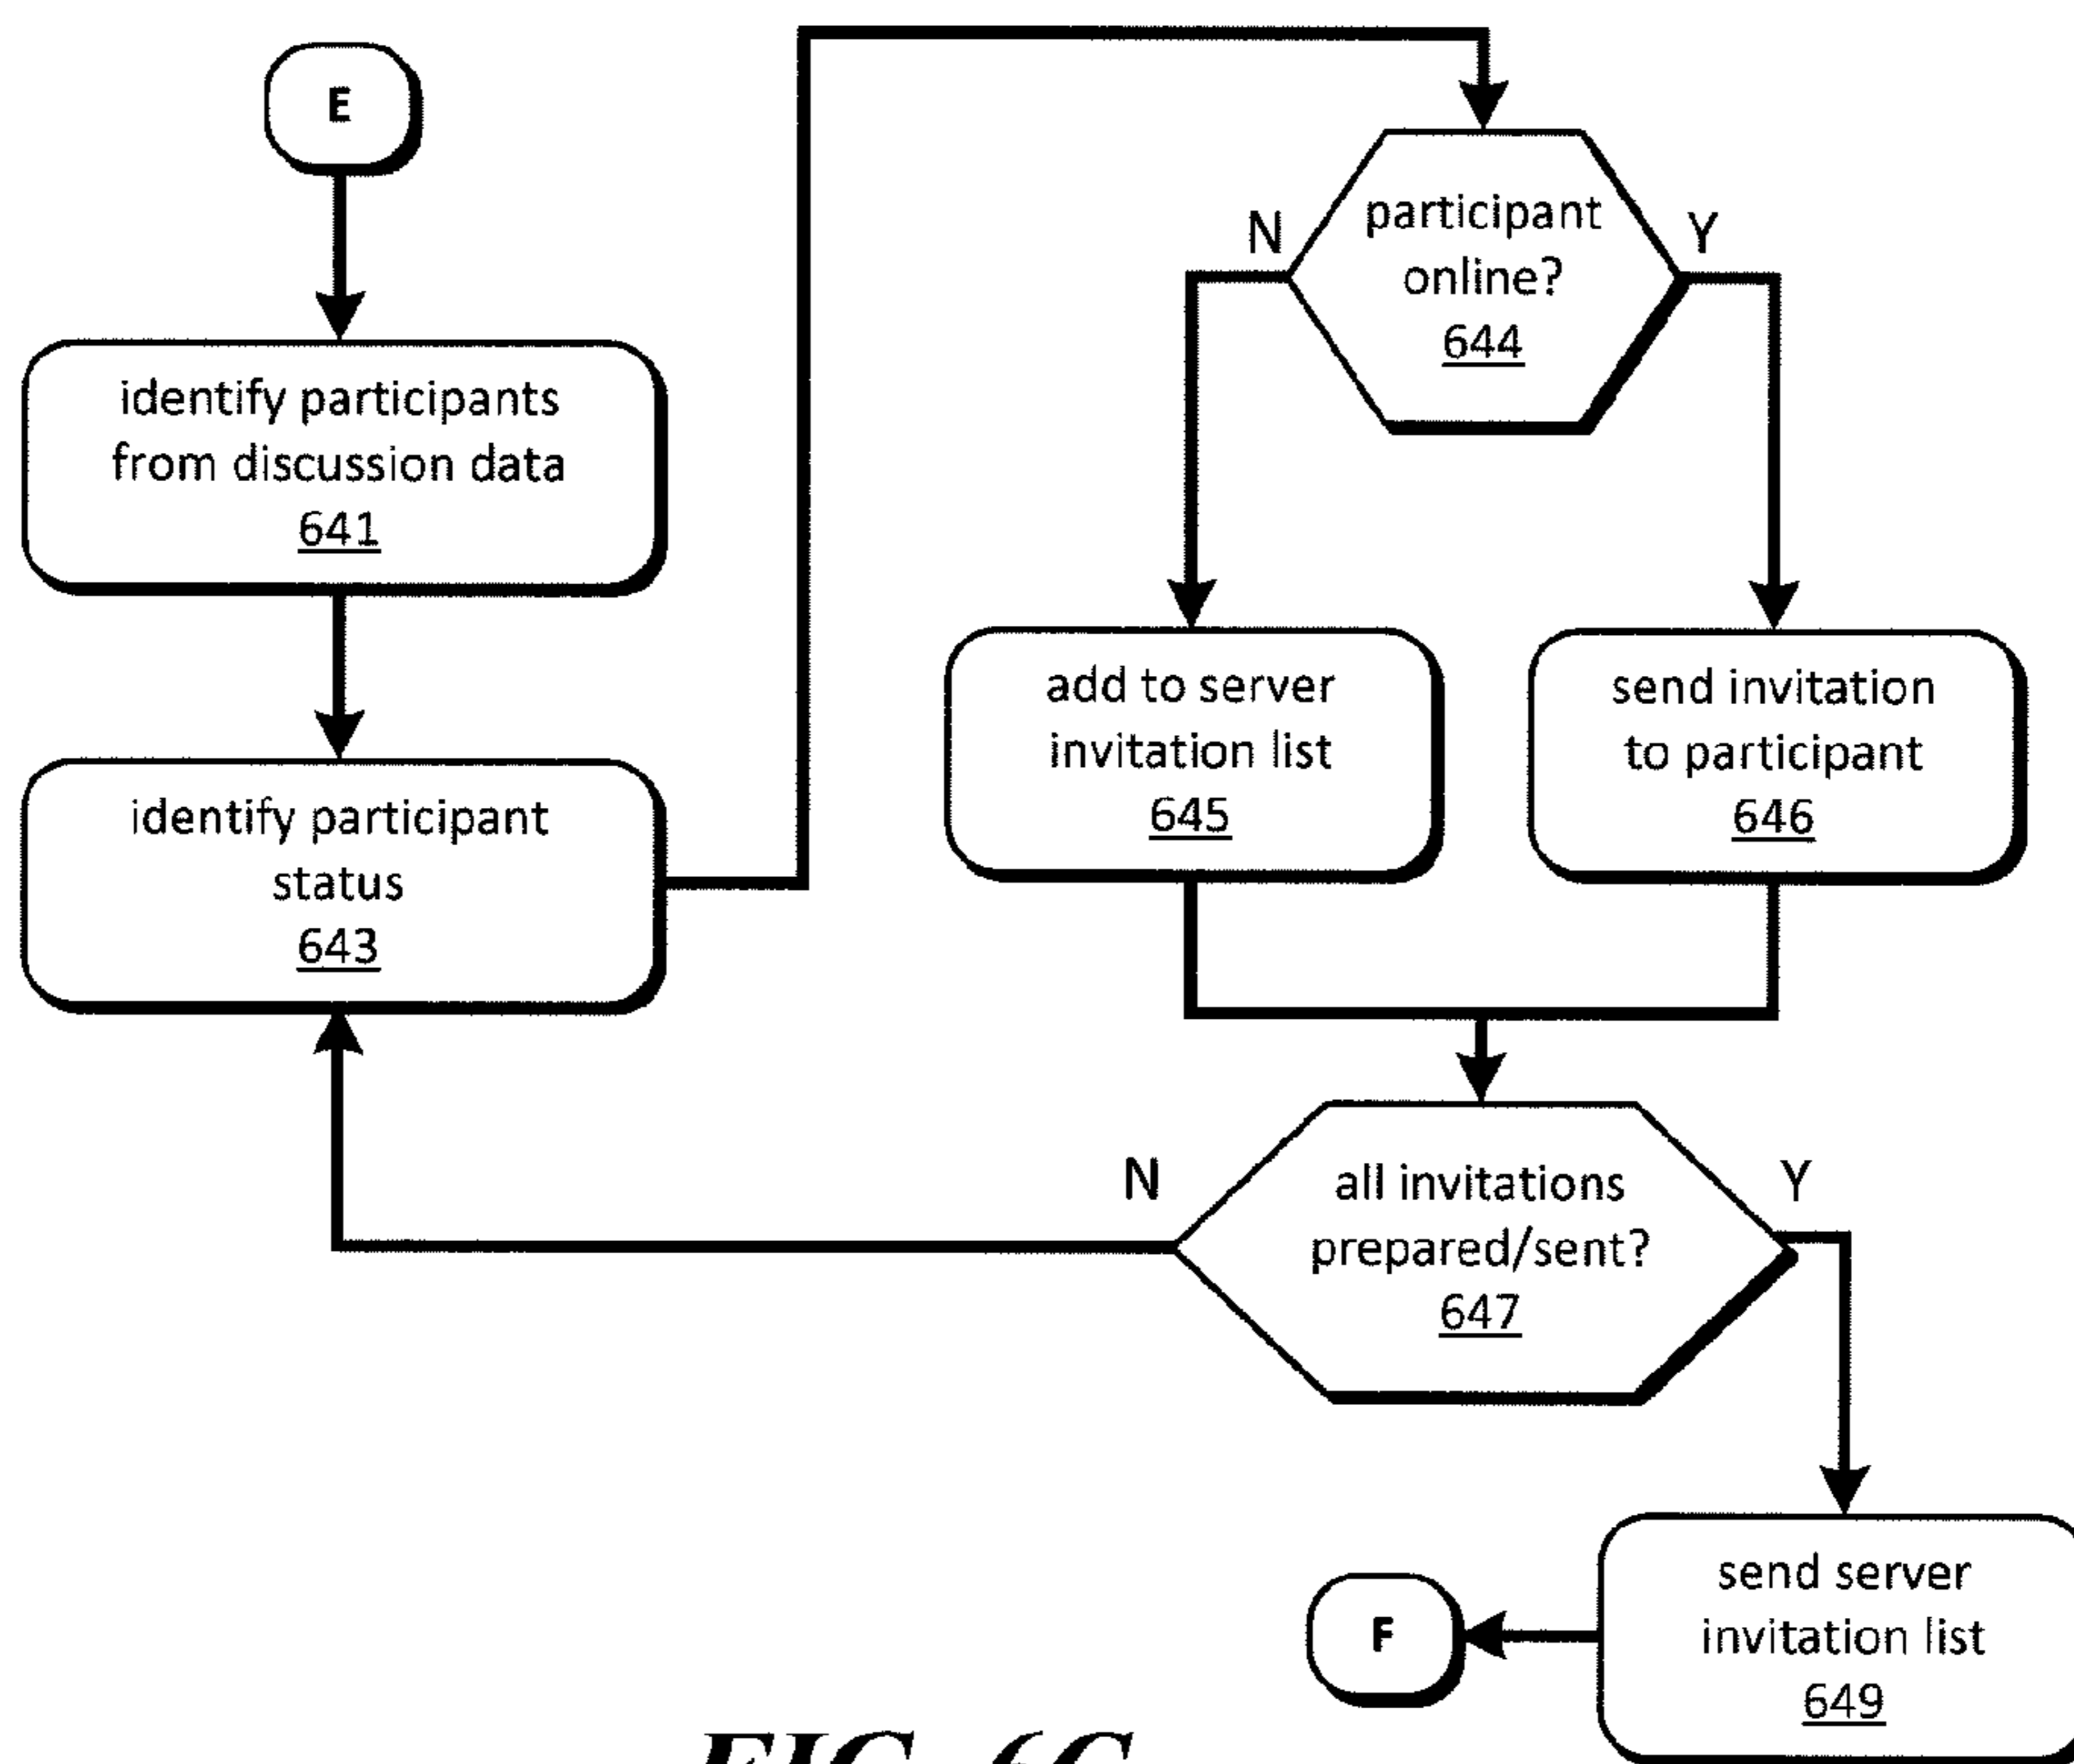 E
identify participants
from discussion data
641
identify participant
status
643
participant
online?
644
N
Y
add to server
invitation list
645
send invitation
to participant
646
all invitations
prepared/sent?
647
N
Y
send server
invitation list
649
F